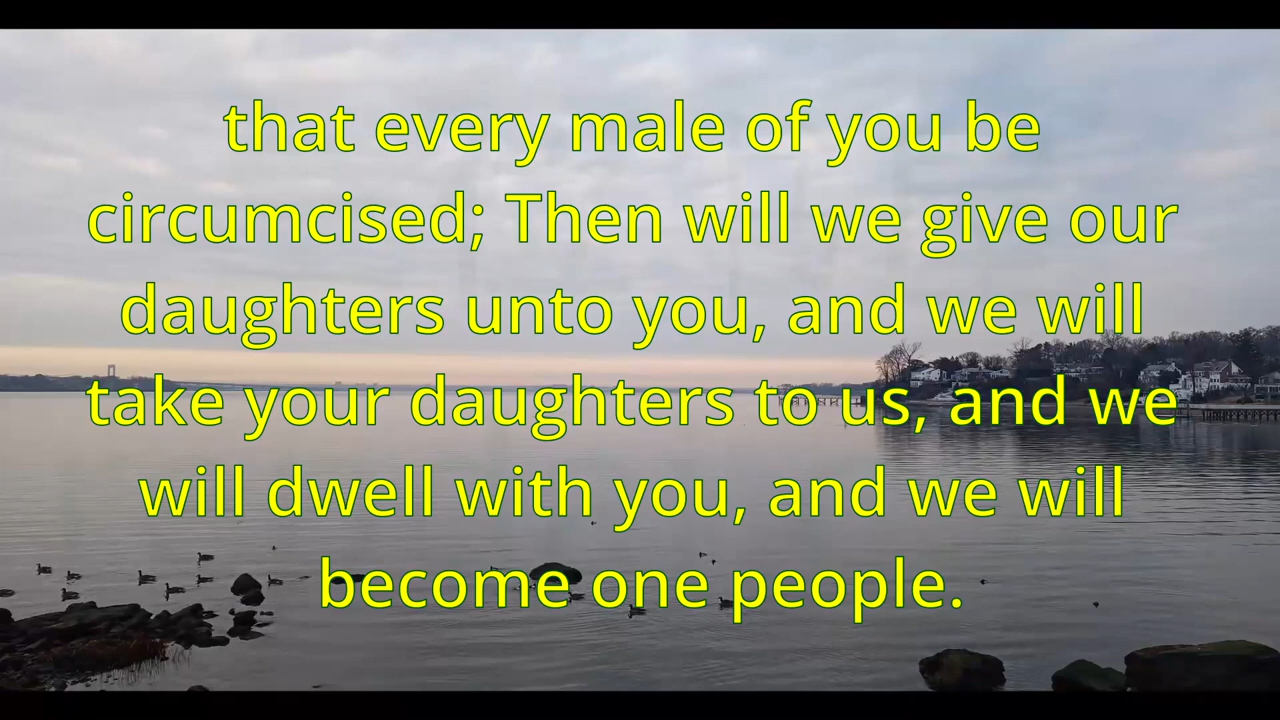 that every male of you be
circumcised; Then will we give our
daughters unto you, and we will
take your daughters to us, and we
will dwell with you, and we will
become one people.